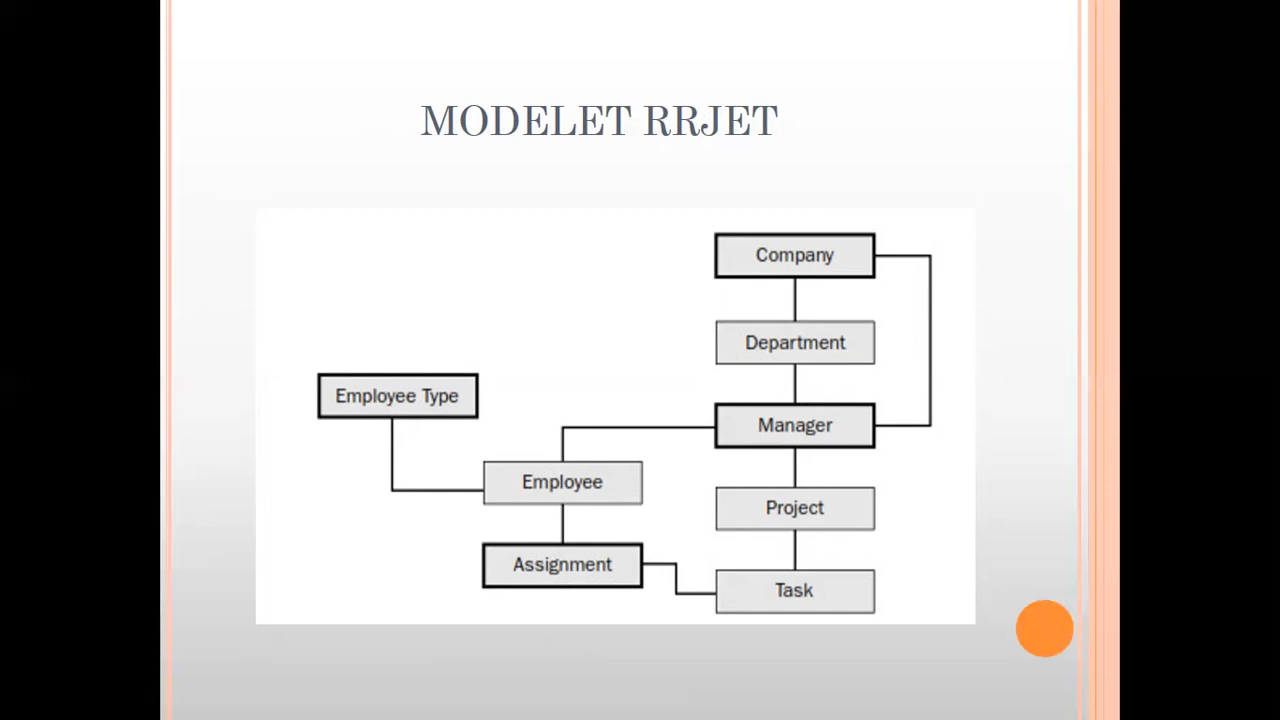 MODELET RRJET
Company
Department
Employee Type
Manager
Employee
Project
Assignment
Task